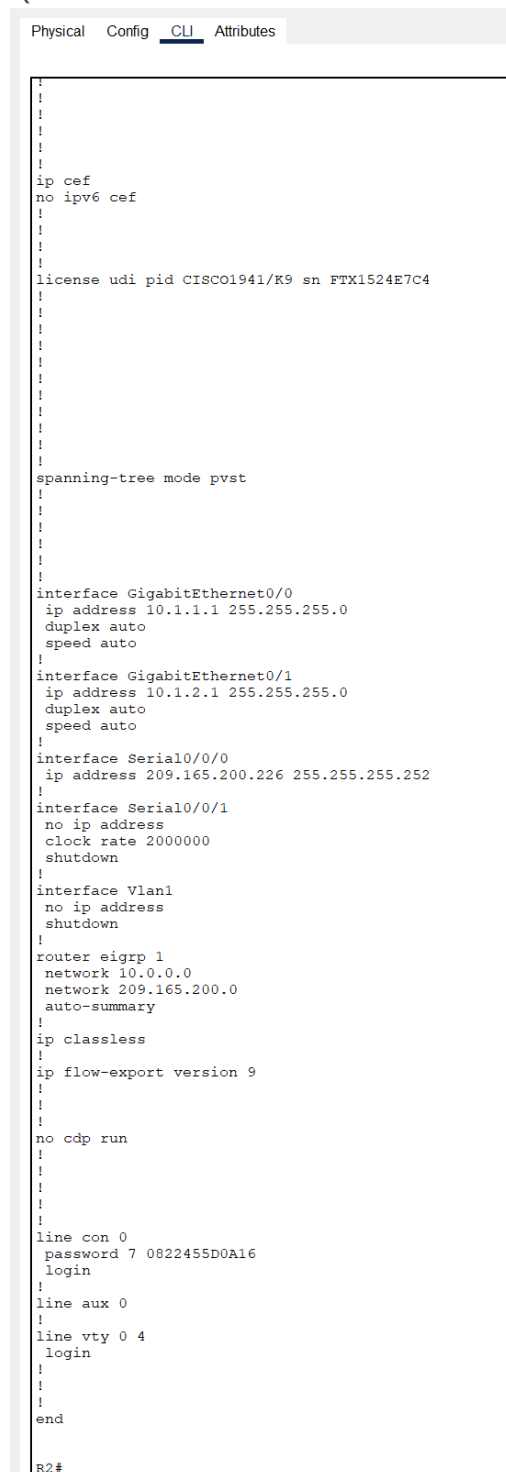 Physical Config CLI Attributes
!
!
!
!
!
!
ip cef
no ipv6 cef
!
!
!
!
license udi pid CISCO1941/K9 sn FTX1524E7C4
!
!
!
!
!
!
!
!
!
!
!
spanning-tree mode pvst
!
!
!
!
!
!
interface GigabitEthernet0/0
 ip address 10.1.1.1 255.255.255.0
 duplex auto
 speed auto
!
interface GigabitEthernet0/1
 ip address 10.1.2.1 255.255.255.0
 duplex auto
 speed auto
!
interface Serial0/0/0
 ip address 209.165.200.226 255.255.255.252
!
interface Serial0/0/1
 no ip address
 clock rate 2000000
 shutdown
!
interface Vlan1
 no ip address
 shutdown
!
router eigrp 1
 network 10.0.0.0
 network 209.165.200.0
 auto-summary
!
ip classless
!
ip flow-export version 9
!
!
!
no cdp run
!
!
!
!
!
line con 0
 password 7 0822455D0A16
 login
!
line aux 0
!
line vty 0 4
 login
!
!
!
end
R2#